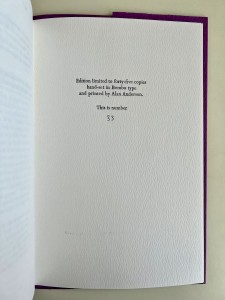 Edition limited to forty-five copies
hand-set in Bembo type
and printed by Alan Anderson.
This is number
33